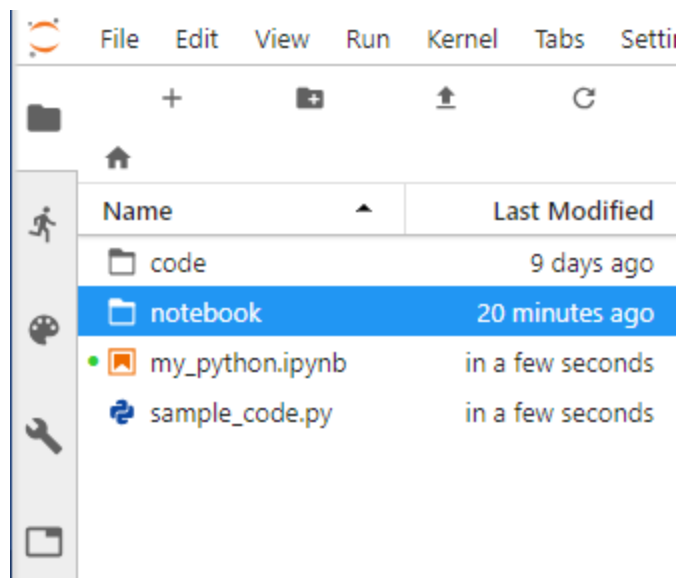 File Edit View Run Kernel Tabs
Name Last Modified
code 9 days ago
notebook 20 minutes ago
my_python.ipynb in a few seconds
sample_code.py in a few seconds